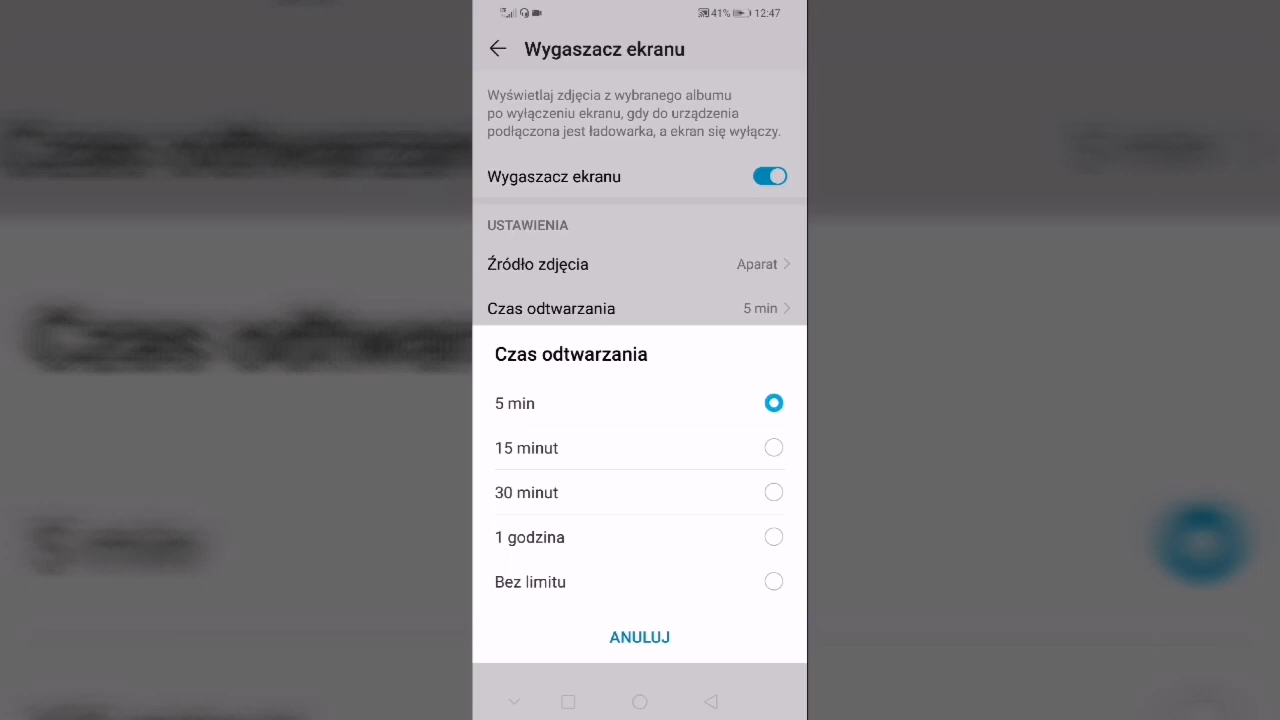 41% 12:47
Wygaszacz ekranu
Wyświetlaj zdjęcia z wybranego albumu
po wyłączeniu ekranu, gdy do urządzenia
podłączona jest ładowarka, a ekran się wyłączy.
Wygaszacz ekranu
USTAWIENIA
Źródło zdjęcia Aparat
Czas odtwarzania 5 min
Czas odtwarzania
5 min
15 minut
30 minut
1 godzina
Bez limitu
ANULUJ